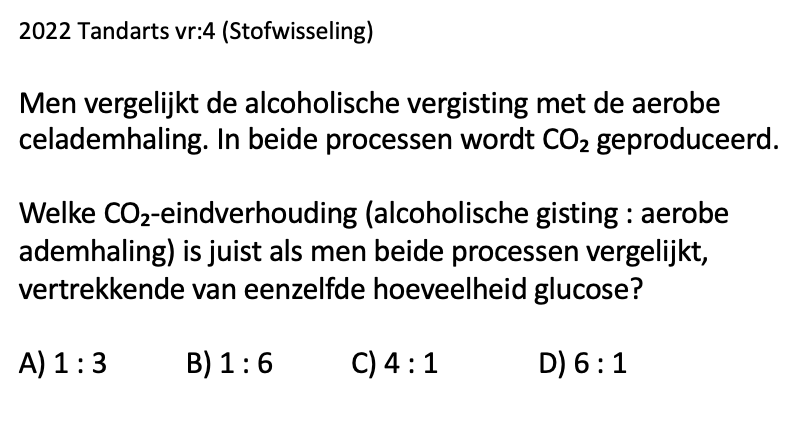 2022 Tandarts vr:4 (Stofwisseling)
Men vergelijkt de alcoholische vergisting met de aerobe
celademhaling. In beide processen wordt CO₂ geproduceerd.
Welke CO₂-eindverhouding (alcoholische gisting : aerobe
ademhaling) is juist als men beide processen vergelijkt,
vertrekkende van eenzelfde hoeveelheid glucose?
A) 1 : 3 B) 1 : 6 C) 4 : 1 D) 6 : 1